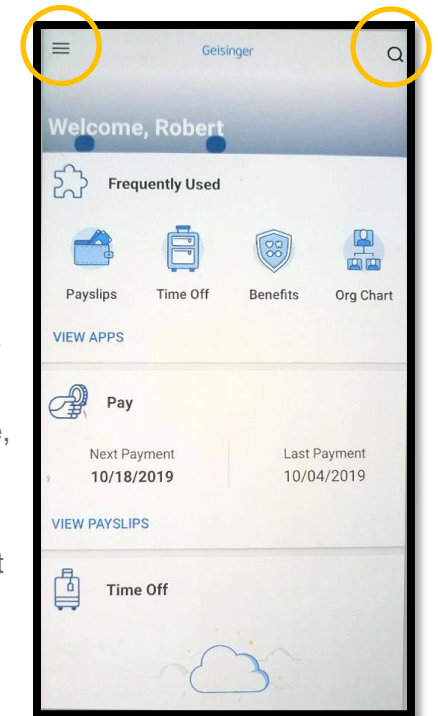 Geisinger
Welcome, Robert
Frequently Used
Payslips Time Off Benefits Org Chart
VIEW APPS
Pay
Next Payment Last Payment
10/18/2019 10/04/2019
VIEW PAYSLIPS
Time Off